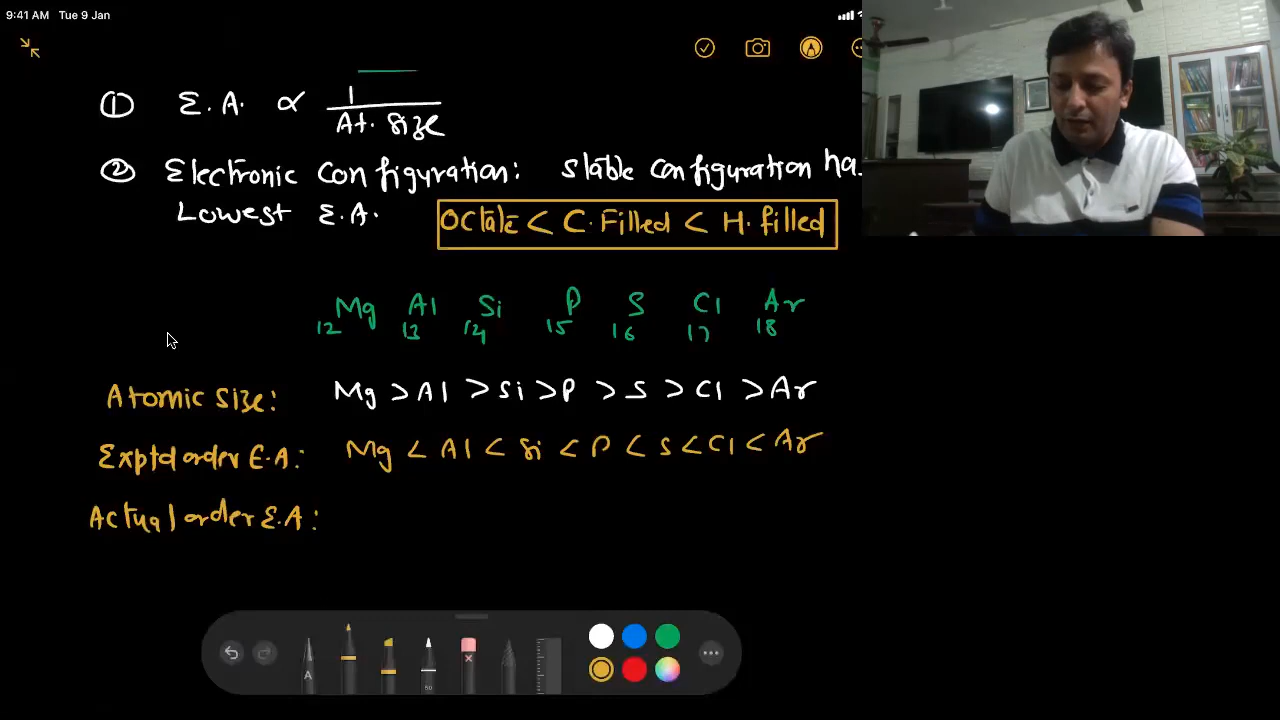 9:41 AM Tue 9 Jan
① E.A. ∝ 1 / At. Size
② Electronic Configuration: Stable Configuration ha
Lowest E.A.
Octate < C.Filled < H.filled
Mg Al Si P S Cl Ar
12 13 14 15 16 17 18
Atomic Size: Mg > Al > Si > P > S > Cl > Ar
Exptd order E.A: Mg < Al < Si < P < S < Cl < Ar
Actual order E.A:
A
50